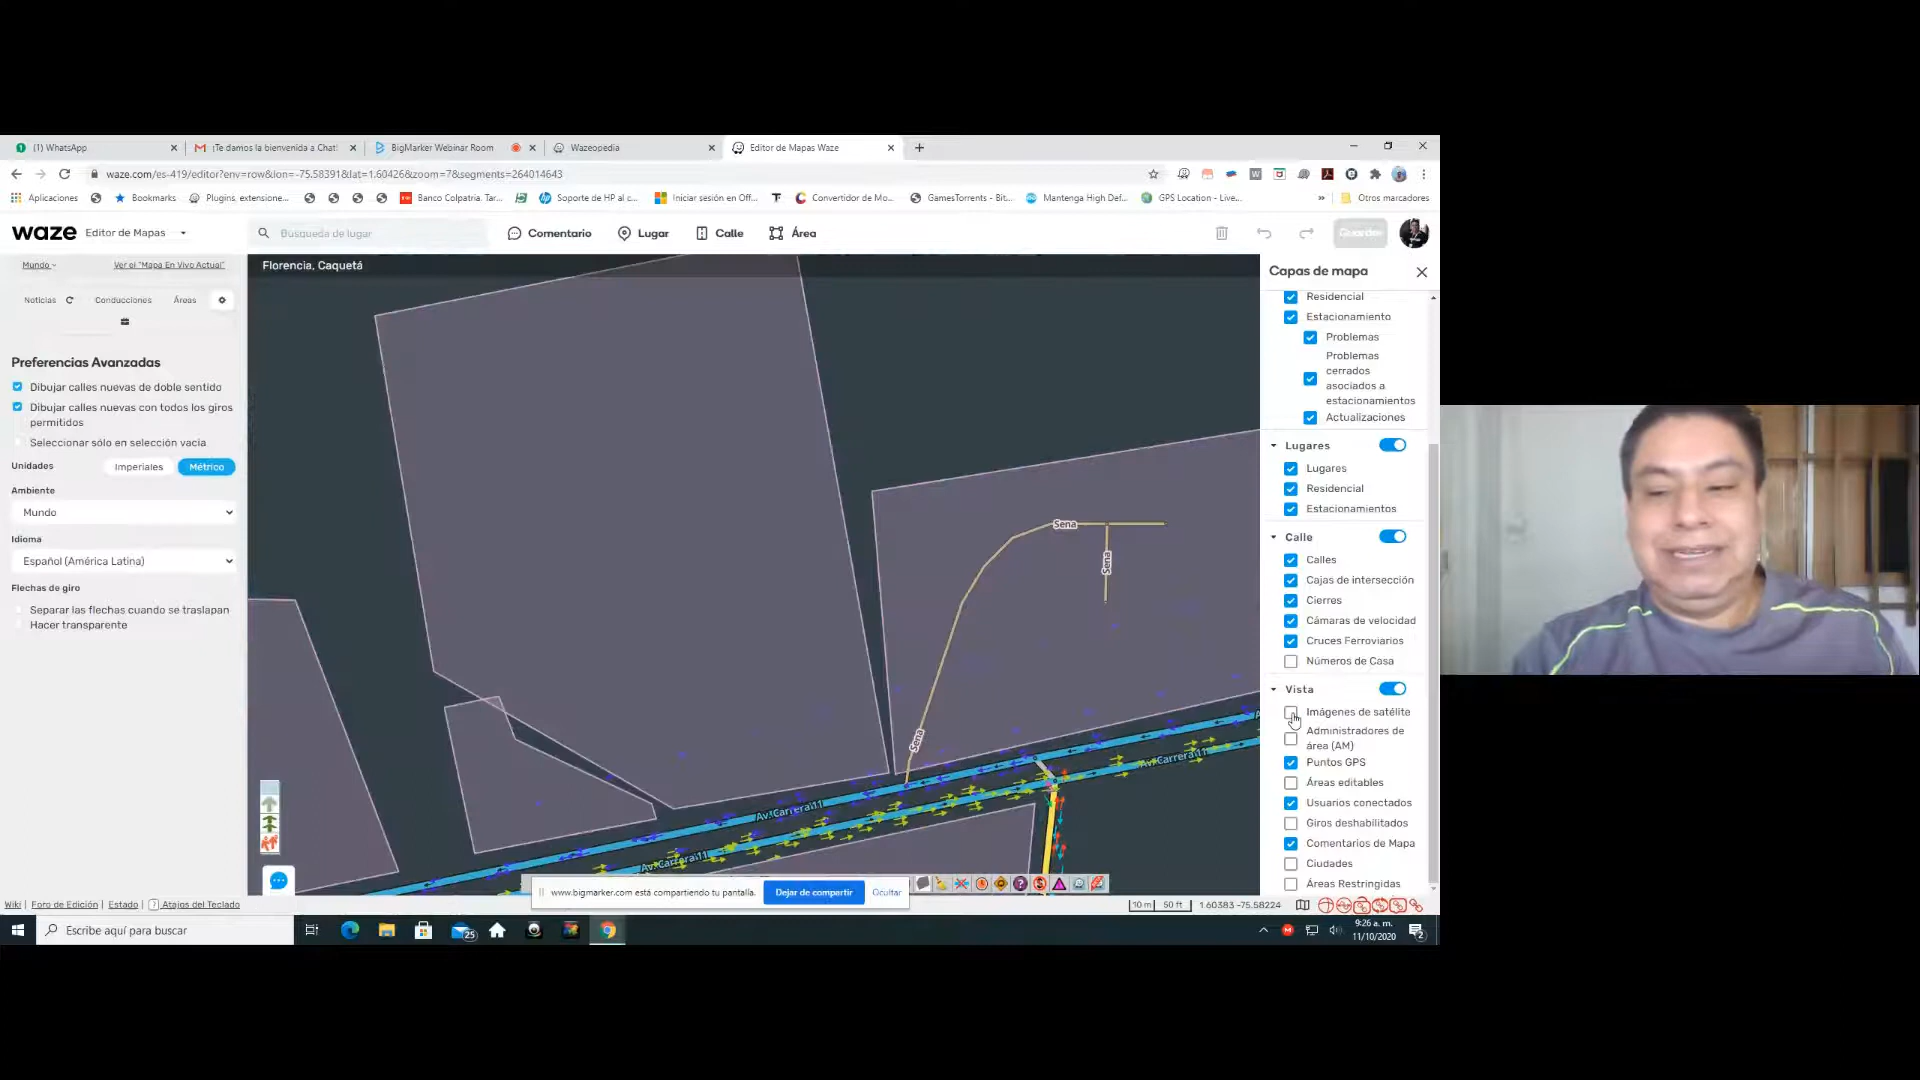 (1) WhatsApp
¡Te damos la bienvenida a Chat!
BigMarker Webinar Room
Wazeopedia
Editor de Mapas Waze
waze.com/es-419/editor?env=row&lon=-75.58391&lat=1.60426&zoom=7&segments=264014643
Aplicaciones
Bookmarks
Plugins, extensione...
Banco Colpatria. Tar...
Soporte de HP al c...
Iniciar sesión en Off...
Convertidor de Mo...
GamesTorrents - Bit...
Mantenga High Def...
GPS Location - Live...
»
Otros marcadores
waze
Editor de Mapas
Búsqueda de lugar
Comentario
Lugar
Calle
Área
Guardar
Mundo
Ver el "Mapa En Vivo Actual"
Noticias
Conducciones
Áreas
Preferencias Avanzadas
Dibujar calles nuevas de doble sentido
Dibujar calles nuevas con todos los giros
permitidos
Seleccionar sólo en selección vacía
Unidades
Imperiales
Métrico
Ambiente
Mundo
Idioma
Español (América Latina)
Flechas de giro
Separar las flechas cuando se traslapan
Hacer transparente
Florencia, Caquetá
Sena
Sena
Sena
Av. Carrera 11
Av. Carrera 11
Av. Carrera 11
Capas de mapa
Residencial
Estacionamiento
Problemas
Problemas
cerrados
asociados a
estacionamientos
Actualizaciones
Lugares
Lugares
Residencial
Estacionamientos
Calle
Calles
Cajas de intersección
Cierres
Cámaras de velocidad
Cruces Ferroviarios
Números de Casa
Vista
Imágenes de satélite
Administradores de
área (AM)
Puntos GPS
Áreas editables
Usuarios conectados
Giros deshabilitados
Comentarios de Mapa
Ciudades
Áreas Restringidas
www.bigmarker.com está compartiendo tu pantalla.
Dejar de compartir
Ocultar
Wiki
Foro de Edición
Estado
? Atajos del Teclado
10 m
50 ft
1.60383 -75.58224
Escribe aquí para buscar
25
9:26 a. m.
11/10/2020
2